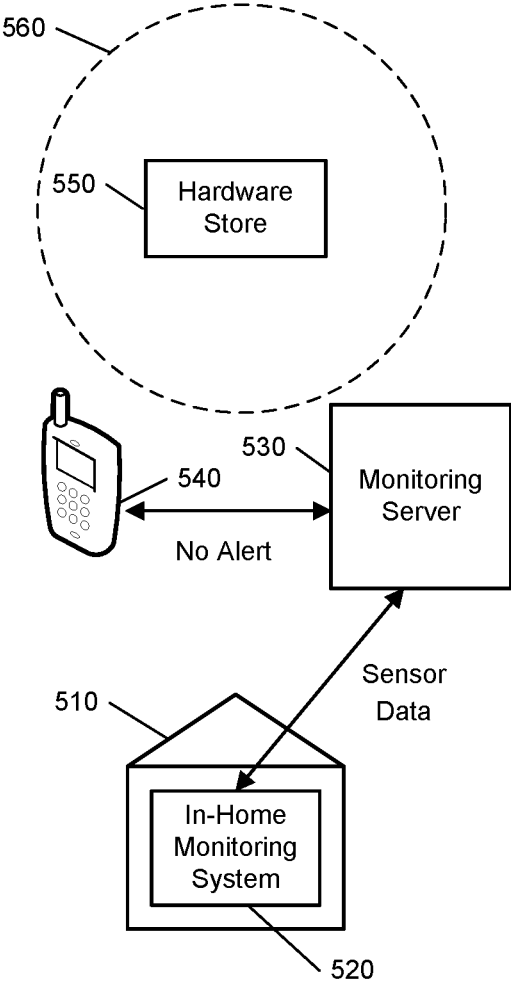 560
550
Hardware
Store
530
Monitoring
Server
540
No Alert
Sensor
Data
510
In-Home
Monitoring
System
520